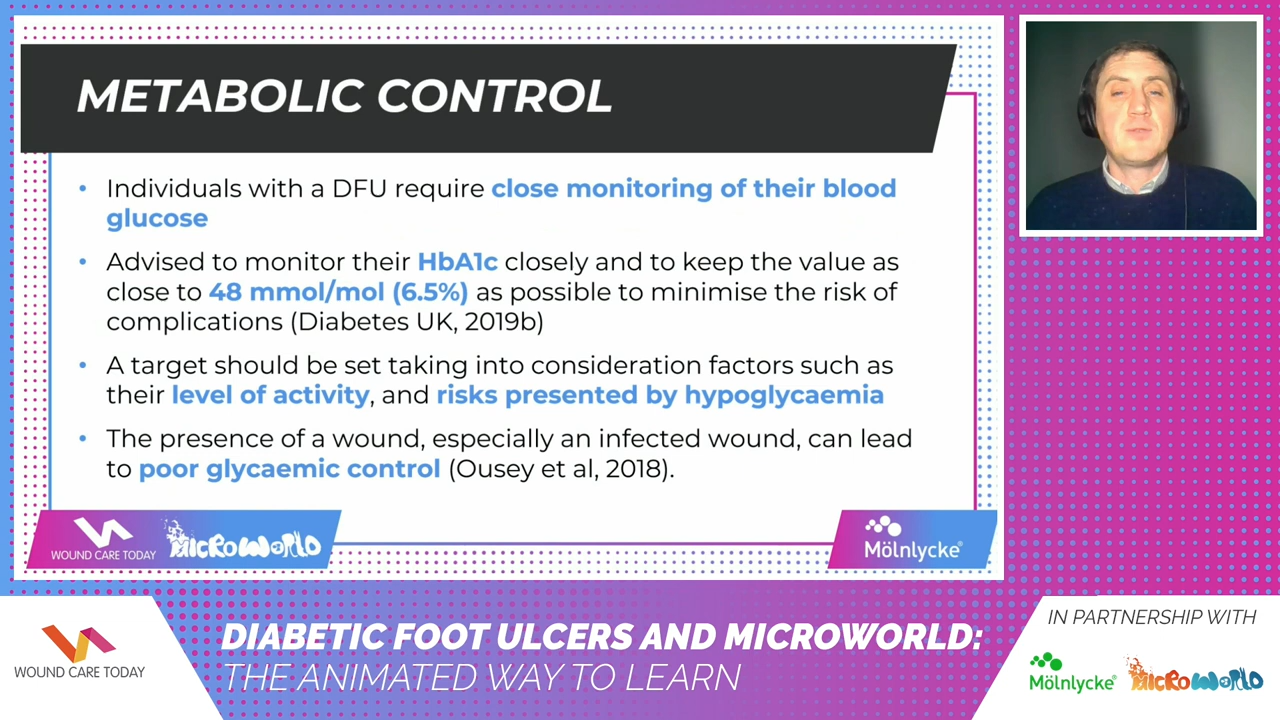 METABOLIC CONTROL
• Individuals with a DFU require close monitoring of their blood
glucose
• Advised to monitor their HbA1c closely and to keep the value as
close to 48 mmol/mol (6.5%) as possible to minimise the risk of
complications (Diabetes UK, 2019b)
• A target should be set taking into consideration factors such as
their level of activity, and risks presented by hypoglycaemia
• The presence of a wound, especially an infected wound, can lead
to poor glycaemic control (Ousey et al, 2018).
WOUND CARE TODAY
MICROWORLD
Mölnlycke®
WOUND CARE TODAY
DIABETIC FOOT ULCERS AND MICROWORLD:
THE ANIMATED WAY TO LEARN
IN PARTNERSHIP WITH
Mölnlycke®
MICROWORLD